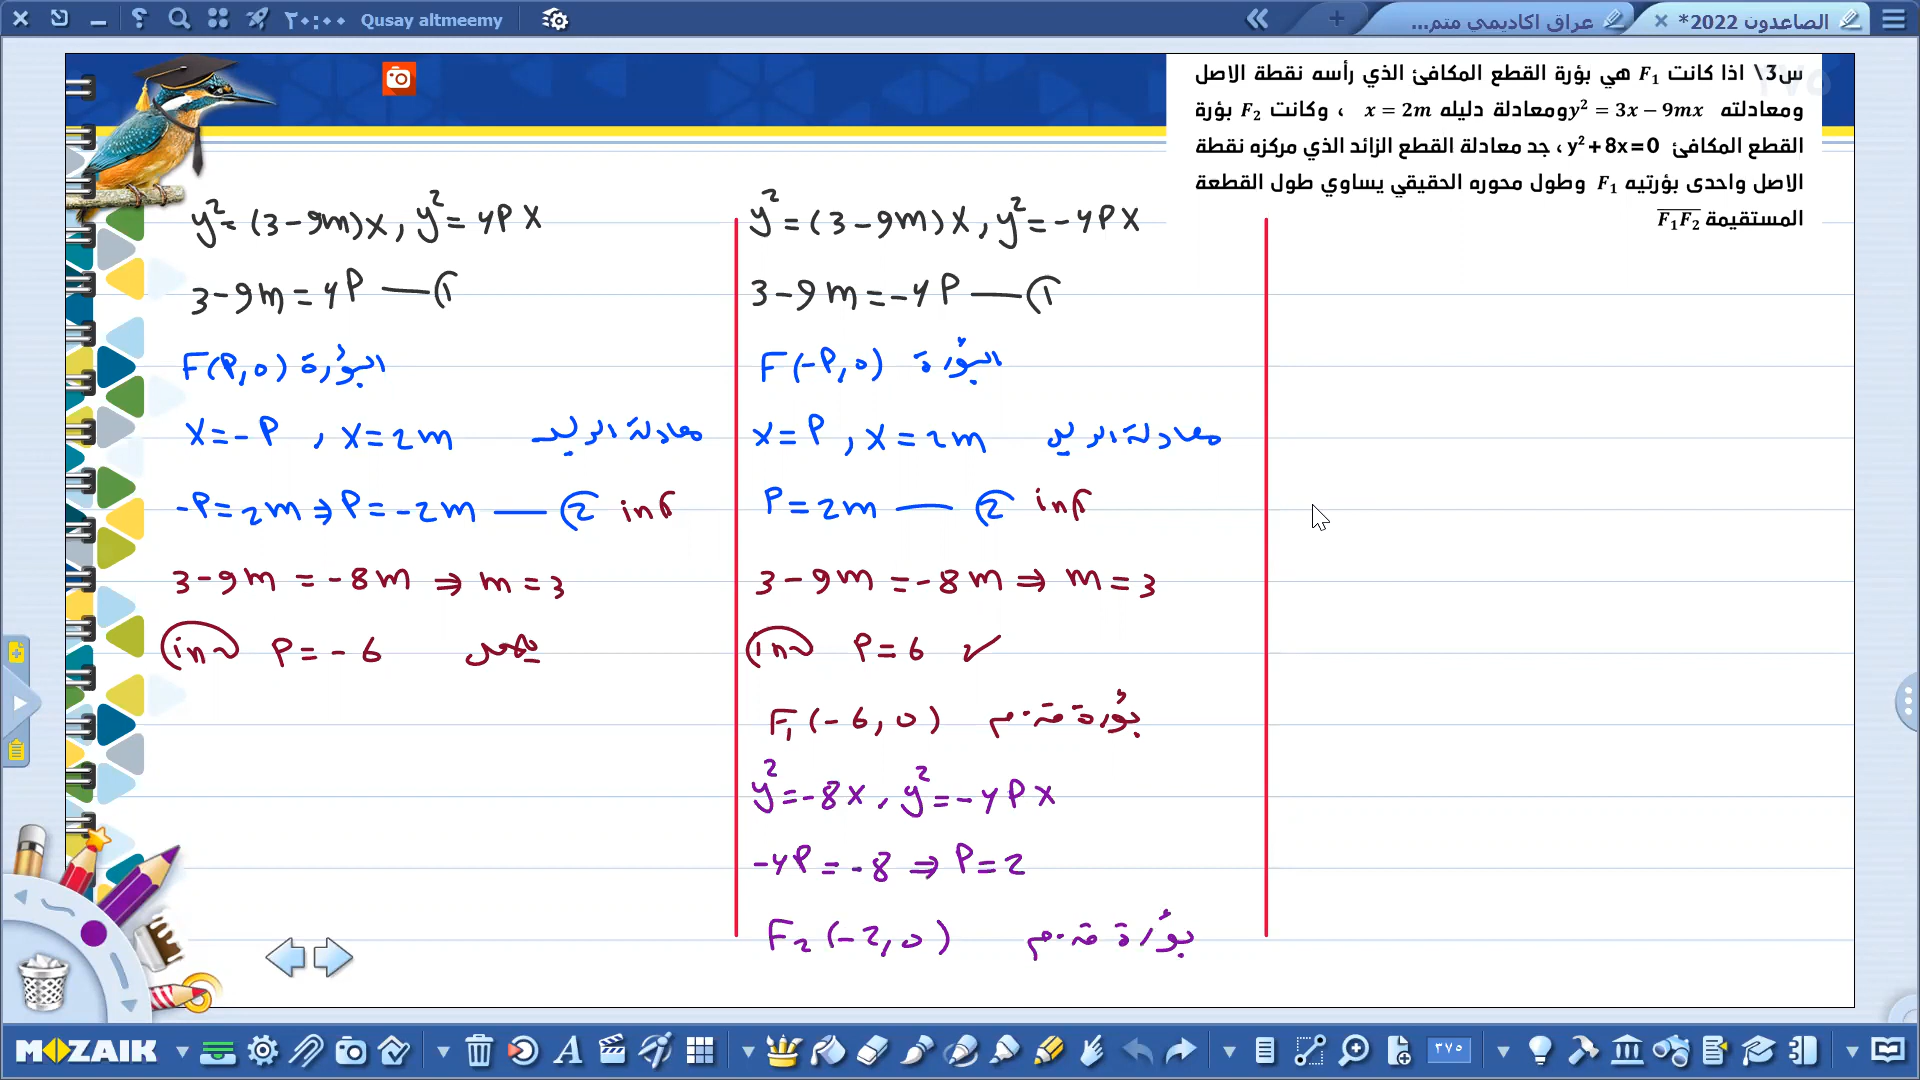 ٢٠:٠٠ Qusay altmeemy
عراق اكاديمي متم...
الصاعدون 2022*
س3\ اذا كانت F₁ هي بؤرة القطع المكافئ الذي رأسه نقطة الاصل
ومعادلته y² = 3x − 9mx ومعادلة دليله x = 2m ، وكانت F₂ بؤرة
القطع المكافئ y²+8x=0 ، جد معادلة القطع الزائد الذي مركزه نقطة
الاصل واحدى بؤرتيه F₁ وطول محوره الحقيقي يساوي طول القطعة
المستقيمة F̅₁F̅₂
y² = (3-9m)x , y² = 4PX
3-9m = 4P —①
F(P,0) البؤرة
X=-P , X=2m معادلة الدليل
-P=2m ⇒ P=-2m — ② in ①
3-9m = -8m ⇒ m=3
in ② P=-6 يهمل
y² = (3-9m)X , y² = -4PX
3-9m = -4P —①
F(-P,0) البؤرة
X=P , X=2m معادلة الدليل
P=2m — ② in ①
3-9m = -8m ⇒ m=3
in ② P=6 ✓
F₁(-6,0) بؤرة ق.م
y² = -8X , y² = -4PX
-4P = -8 ⇒ P=2
F₂(-2,0) بؤرة ق.م
MOZAIK
٣٧٥